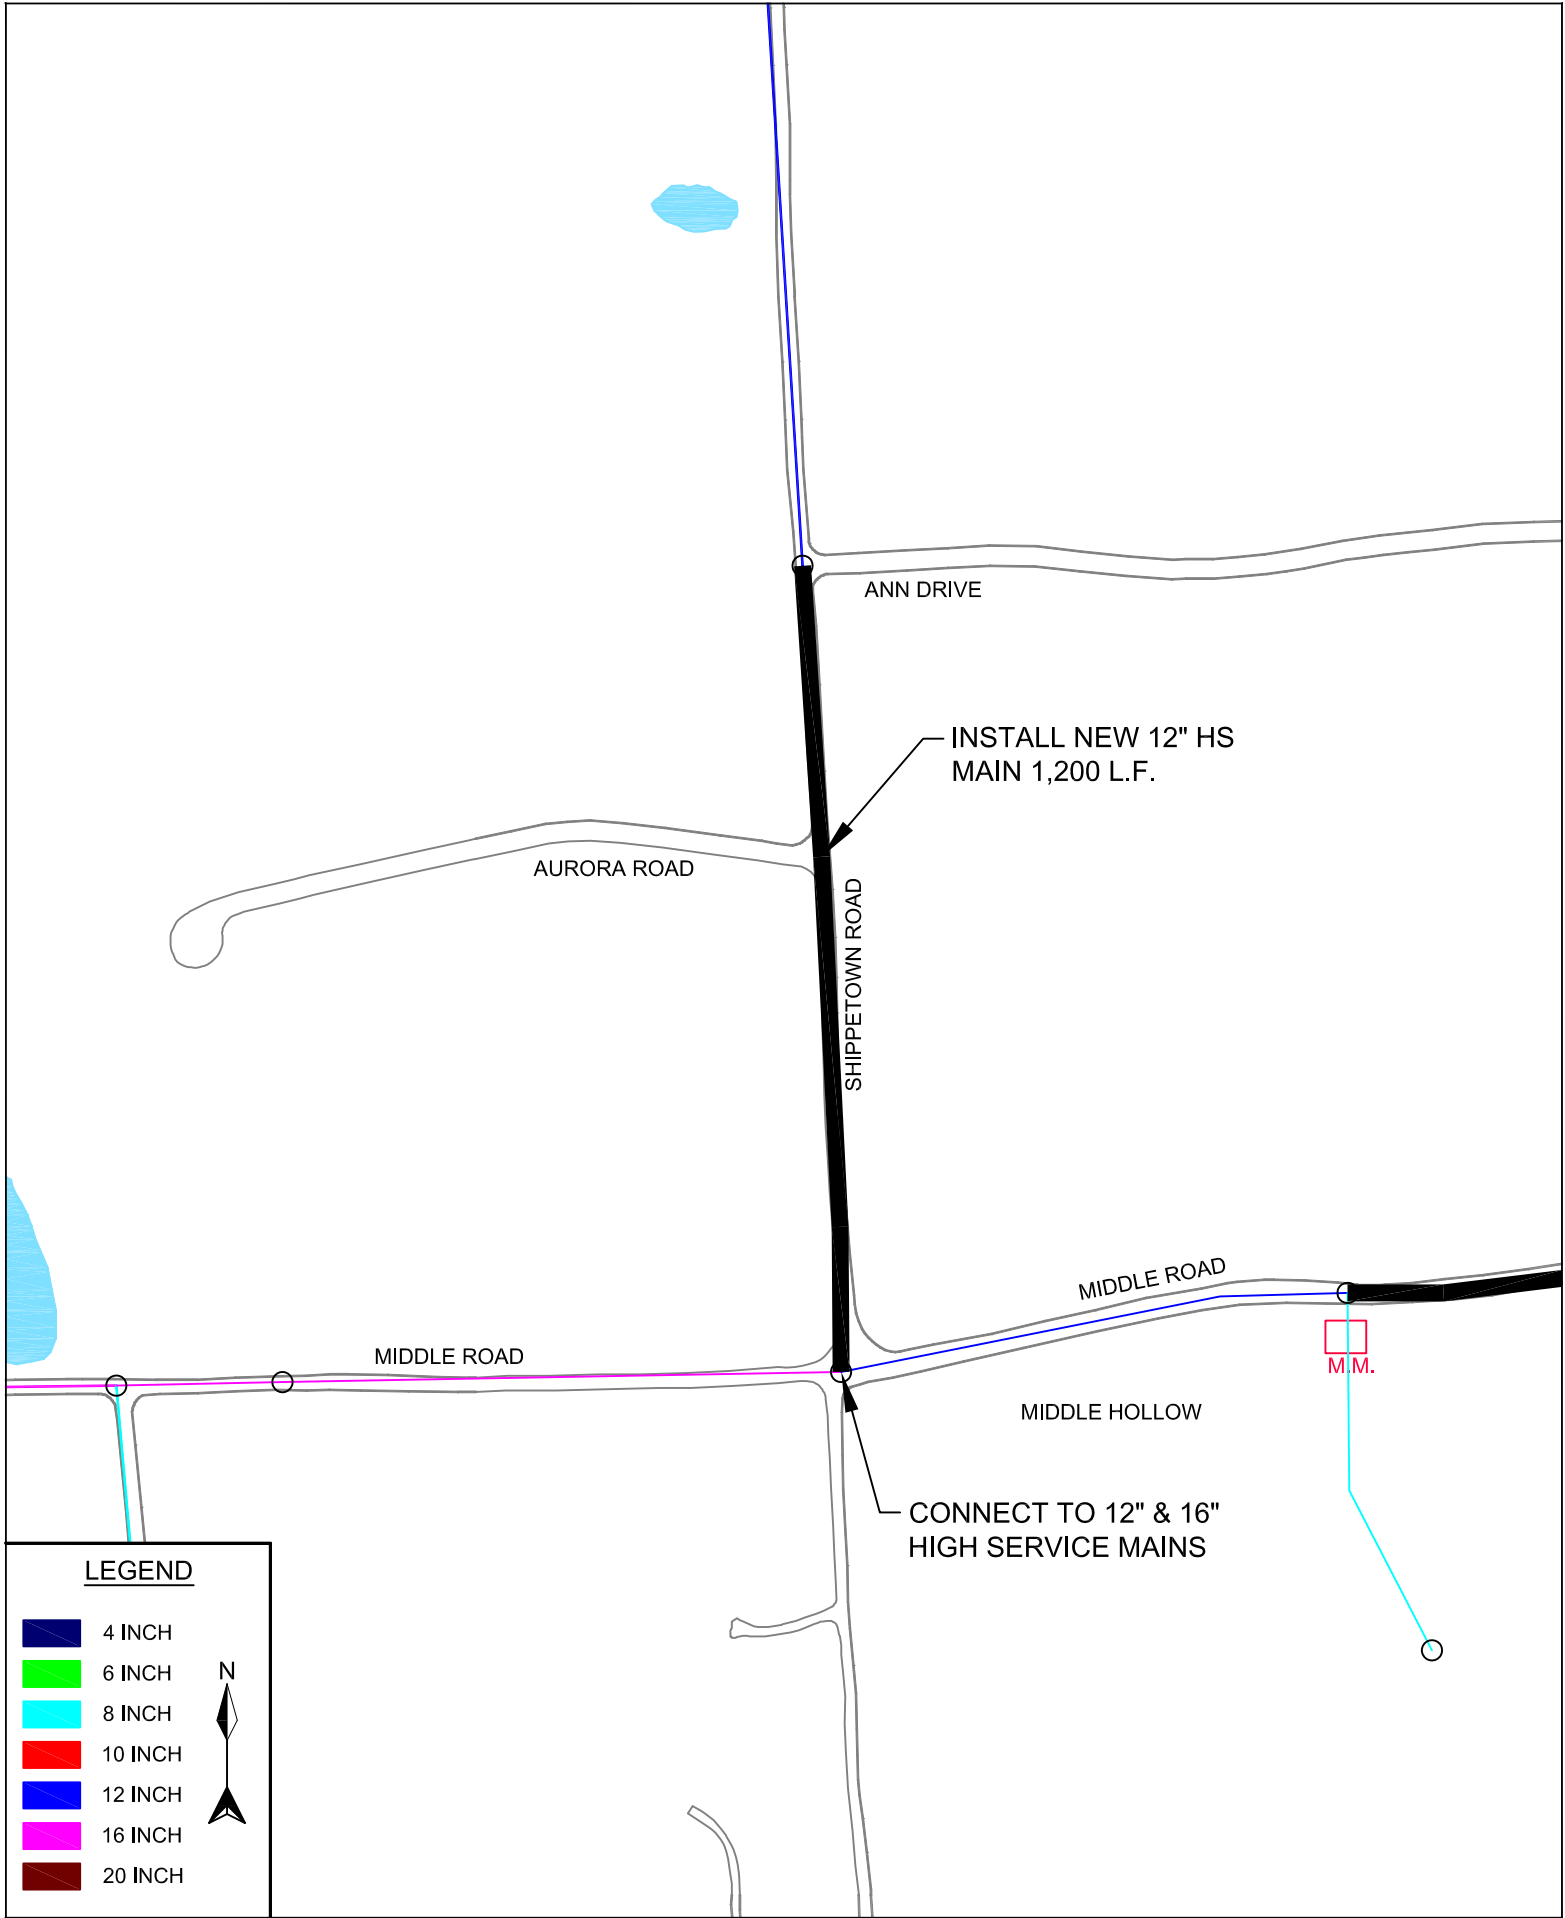 ANN DRIVE
INSTALL NEW 12" HS
MAIN 1,200 L.F.
AURORA ROAD
SHIPPETOWN ROAD
MIDDLE ROAD
M.M.
MIDDLE ROAD
MIDDLE HOLLOW
CONNECT TO 12" & 16"
HIGH SERVICE MAINS
LEGEND
4 INCH
6 INCH
N
8 INCH
10 INCH
12 INCH
16 INCH
20 INCH